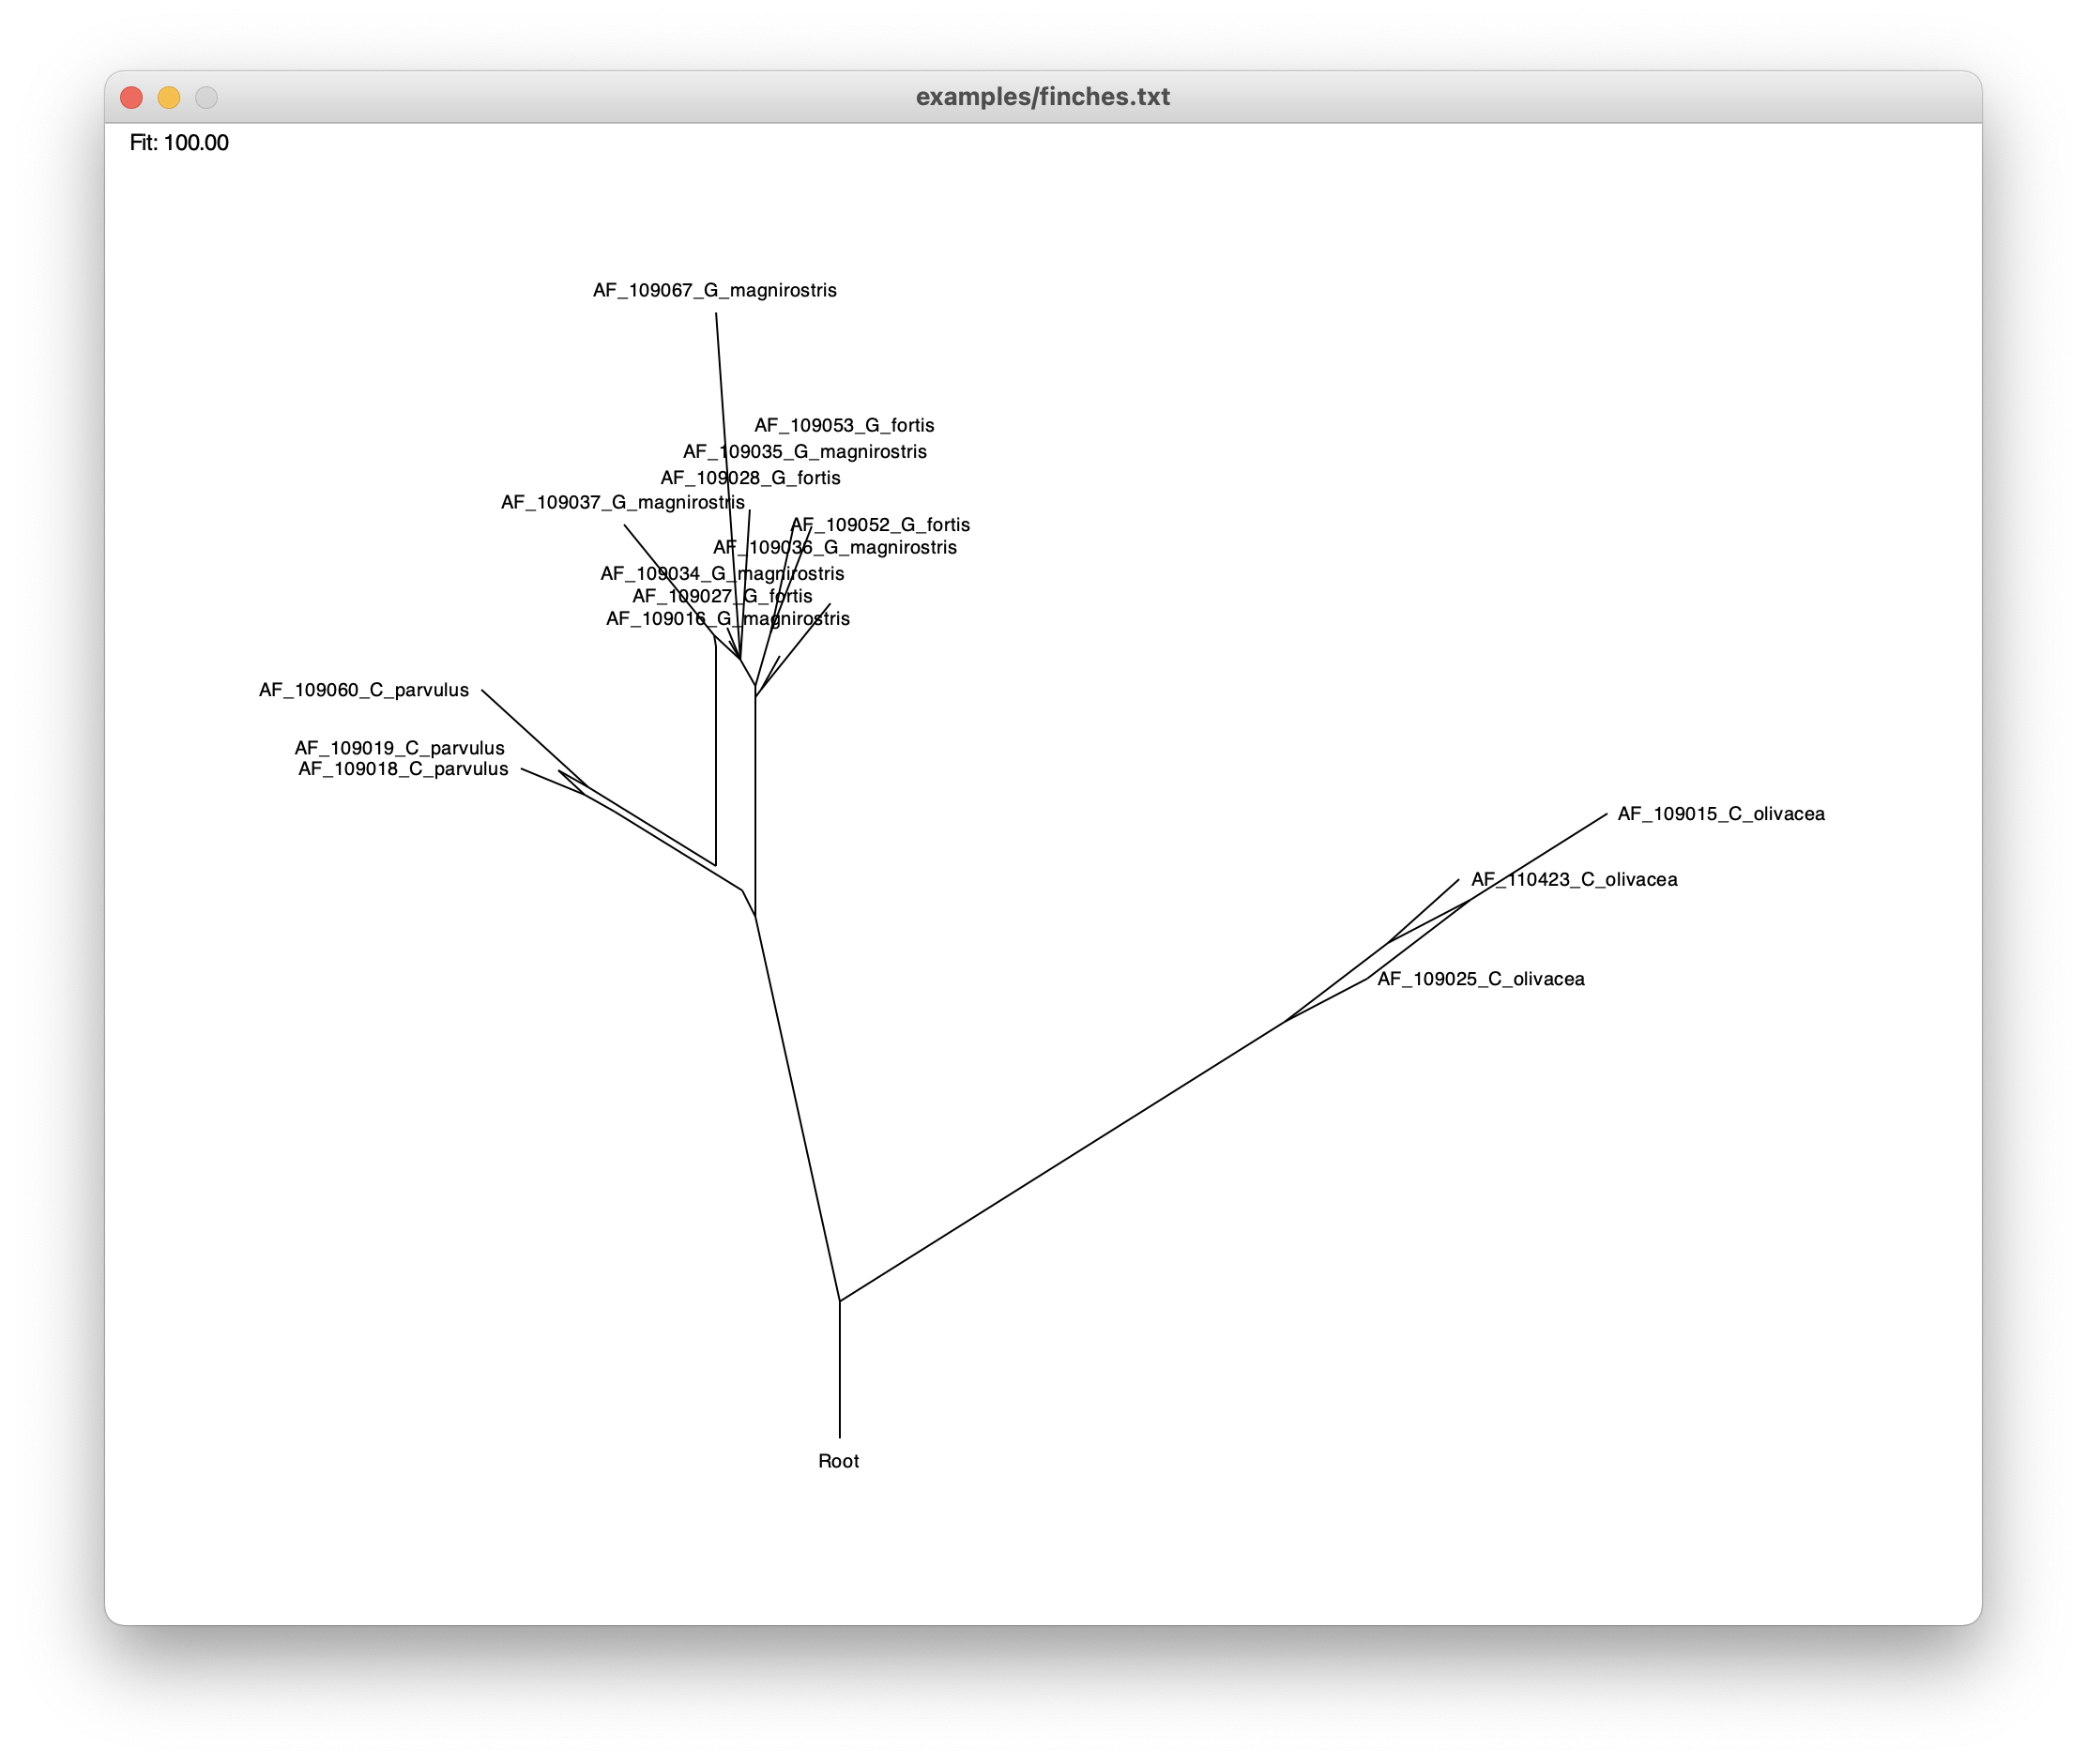 examples/finches.txt
Fit: 100.00
AF_109067_G_magnirostris
AF_109053_G_fortis
AF_109035_G_magnirostris
AF_109028_G_fortis
AF_109037_G_magnirostris
AF_109052_G_fortis
AF_109036_G_magnirostris
AF_109034_G_magnirostris
AF_109027_G_fortis
AF_109016_G_magnirostris
AF_109060_C_parvulus
AF_109019_C_parvulus
AF_109018_C_parvulus
AF_109015_C_olivacea
AF_110423_C_olivacea
AF_109025_C_olivacea
Root